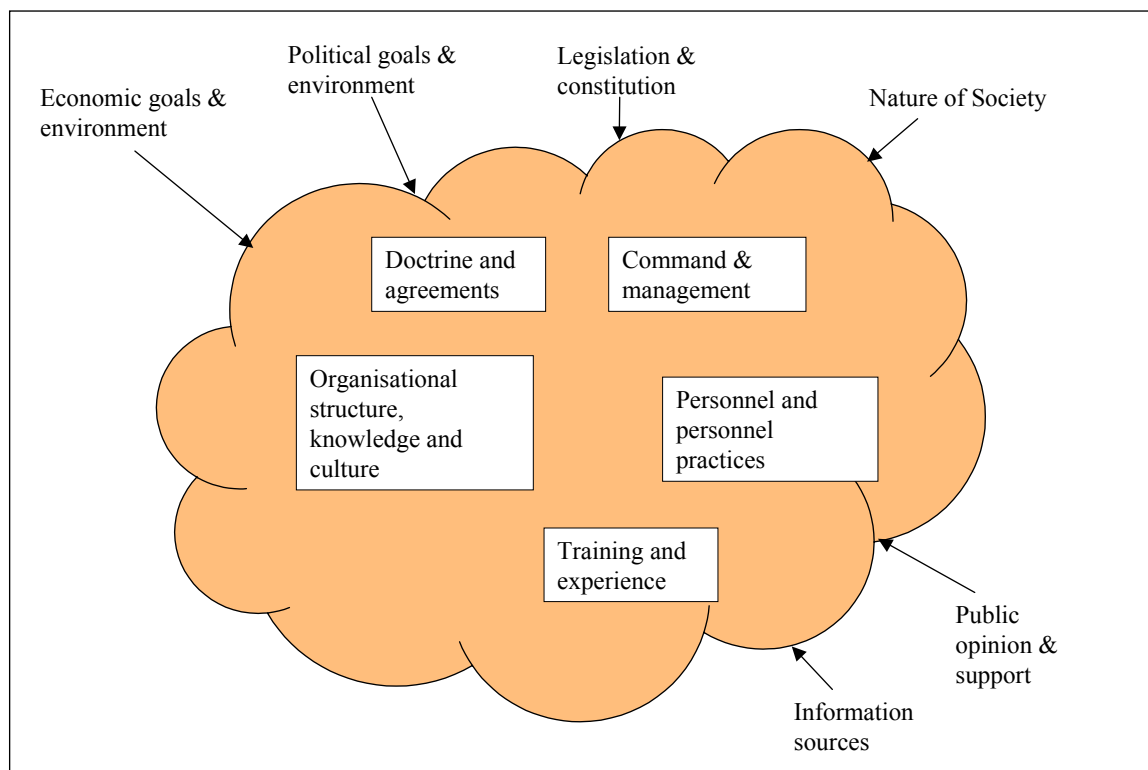 Economic goals &
environment
Political goals &
environment
Legislation &
constitution
Nature of Society
Doctrine and
agreements
Command &
management
Organisational
structure,
knowledge and
culture
Personnel and
personnel
practices
Training and
experience
Public
opinion &
support
Information
sources